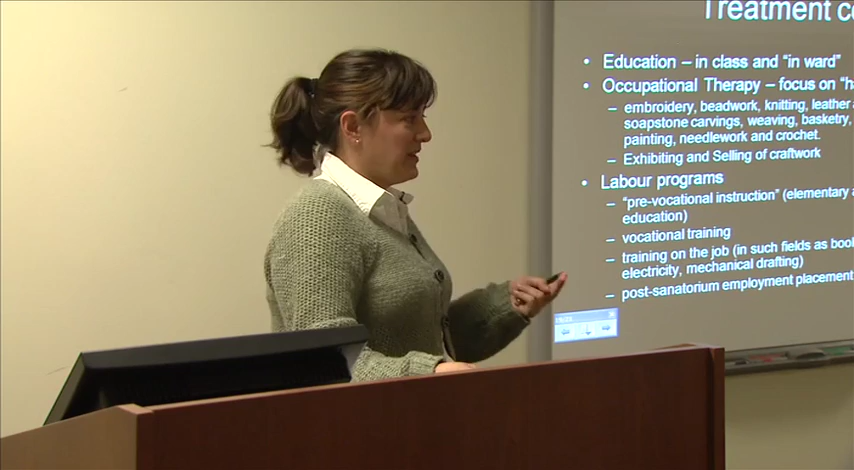 Treatment
• Education – in class and “in ward”
• Occupational Therapy – focus on
– embroidery, beadwork, knitting, leather
soapstone carvings, weaving, basketry,
painting, needlework and crochet.
– Exhibiting and Selling of craftwork
• Labour programs
– “pre-vocational instruction” (elementary
education)
– vocational training
– training on the job (in such fields as
electricity, mechanical drafting)
– post-sanatorium employment placement